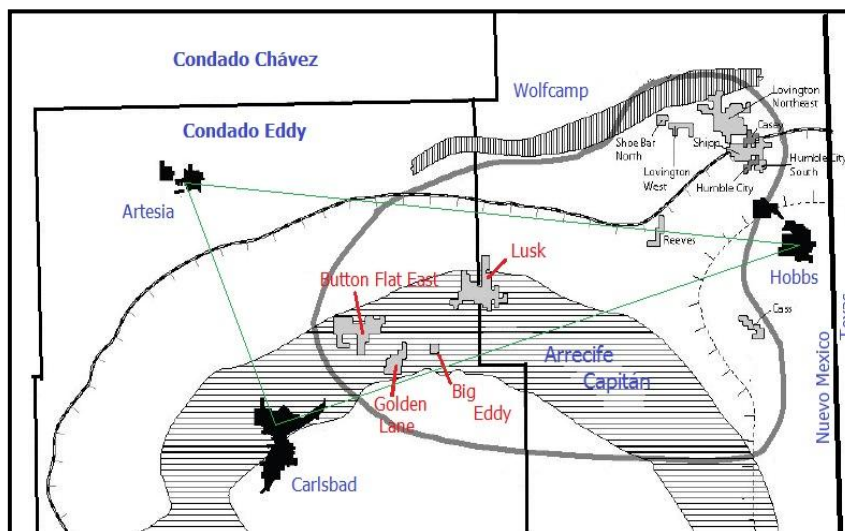 Condado Chávez
Wolfcamp
Lovington
Northeast
Condado Eddy
Casey
Shoe Bar
North
Shipp
Lovington
West
Humble City
South
Humble City
Artesia
Reeves
Hobbs
Lusk
Button Flat East
Cass
Arrecife
Capitán
Golden
Lane
Big
Eddy
Carlsbad
Nuevo Mexico
Texas